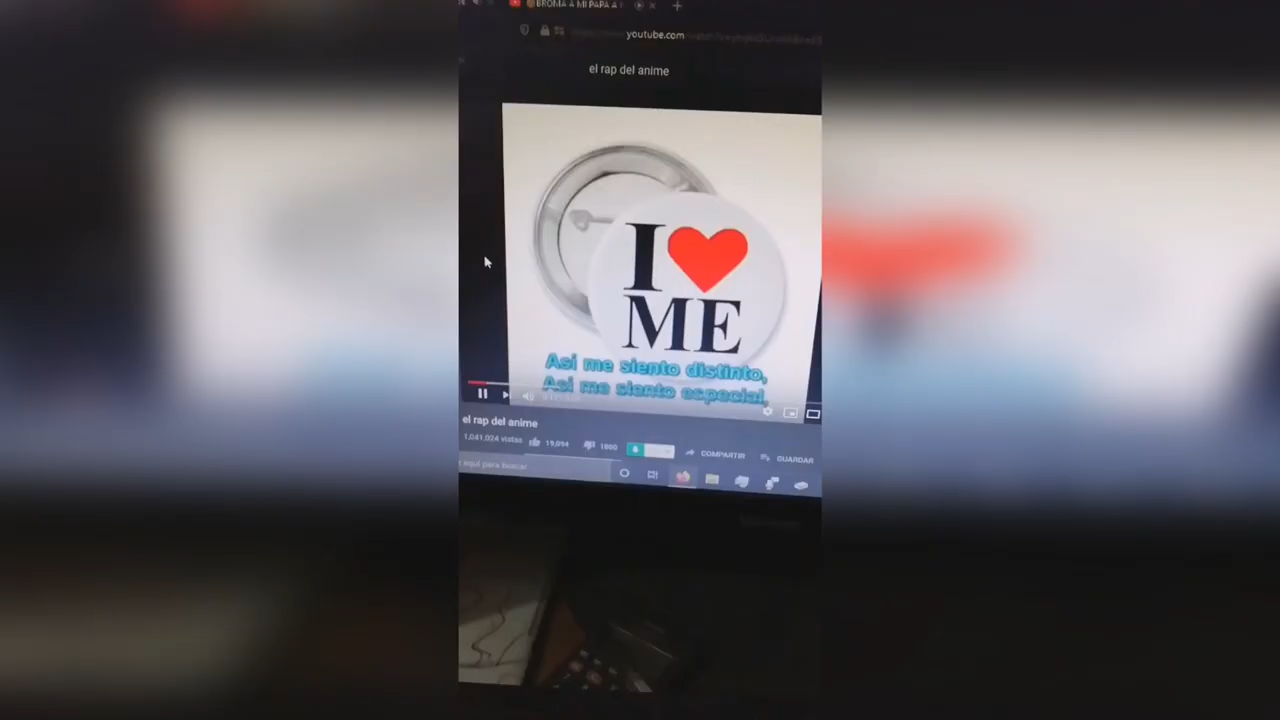 BROMA A MI PAPA A
youtube.com
el rap del anime
I ME
Asi me siento distinto,
Asi me siento especial,
el rap del anime
1,041,024 vistas 19,094 1860 COMPARTIR GUARDAR
aquí para buscar